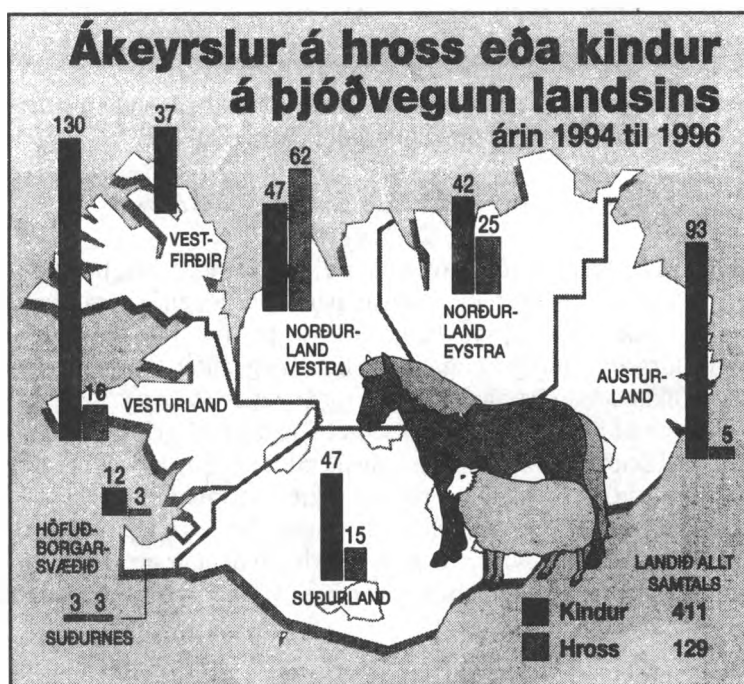 Ákeyrslur á hross eða kindur
á þjóðvegum landsins
árin 1994 til 1996
130
37
47
62
42
25
93
VEST-
FIRÐIR
NORÐUR-
LAND
VESTRA
NORÐUR-
LAND
EYSTRA
AUSTUR-
LAND
16
VESTURLAND
5
12
3
47
15
HÖFUÐ-
BORGAR-
SVÆÐIÐ
SUÐURLAND
3 3
SUÐURNES
LANDIÐ ALLT
SAMTALS
Kindur 411
Hross 129